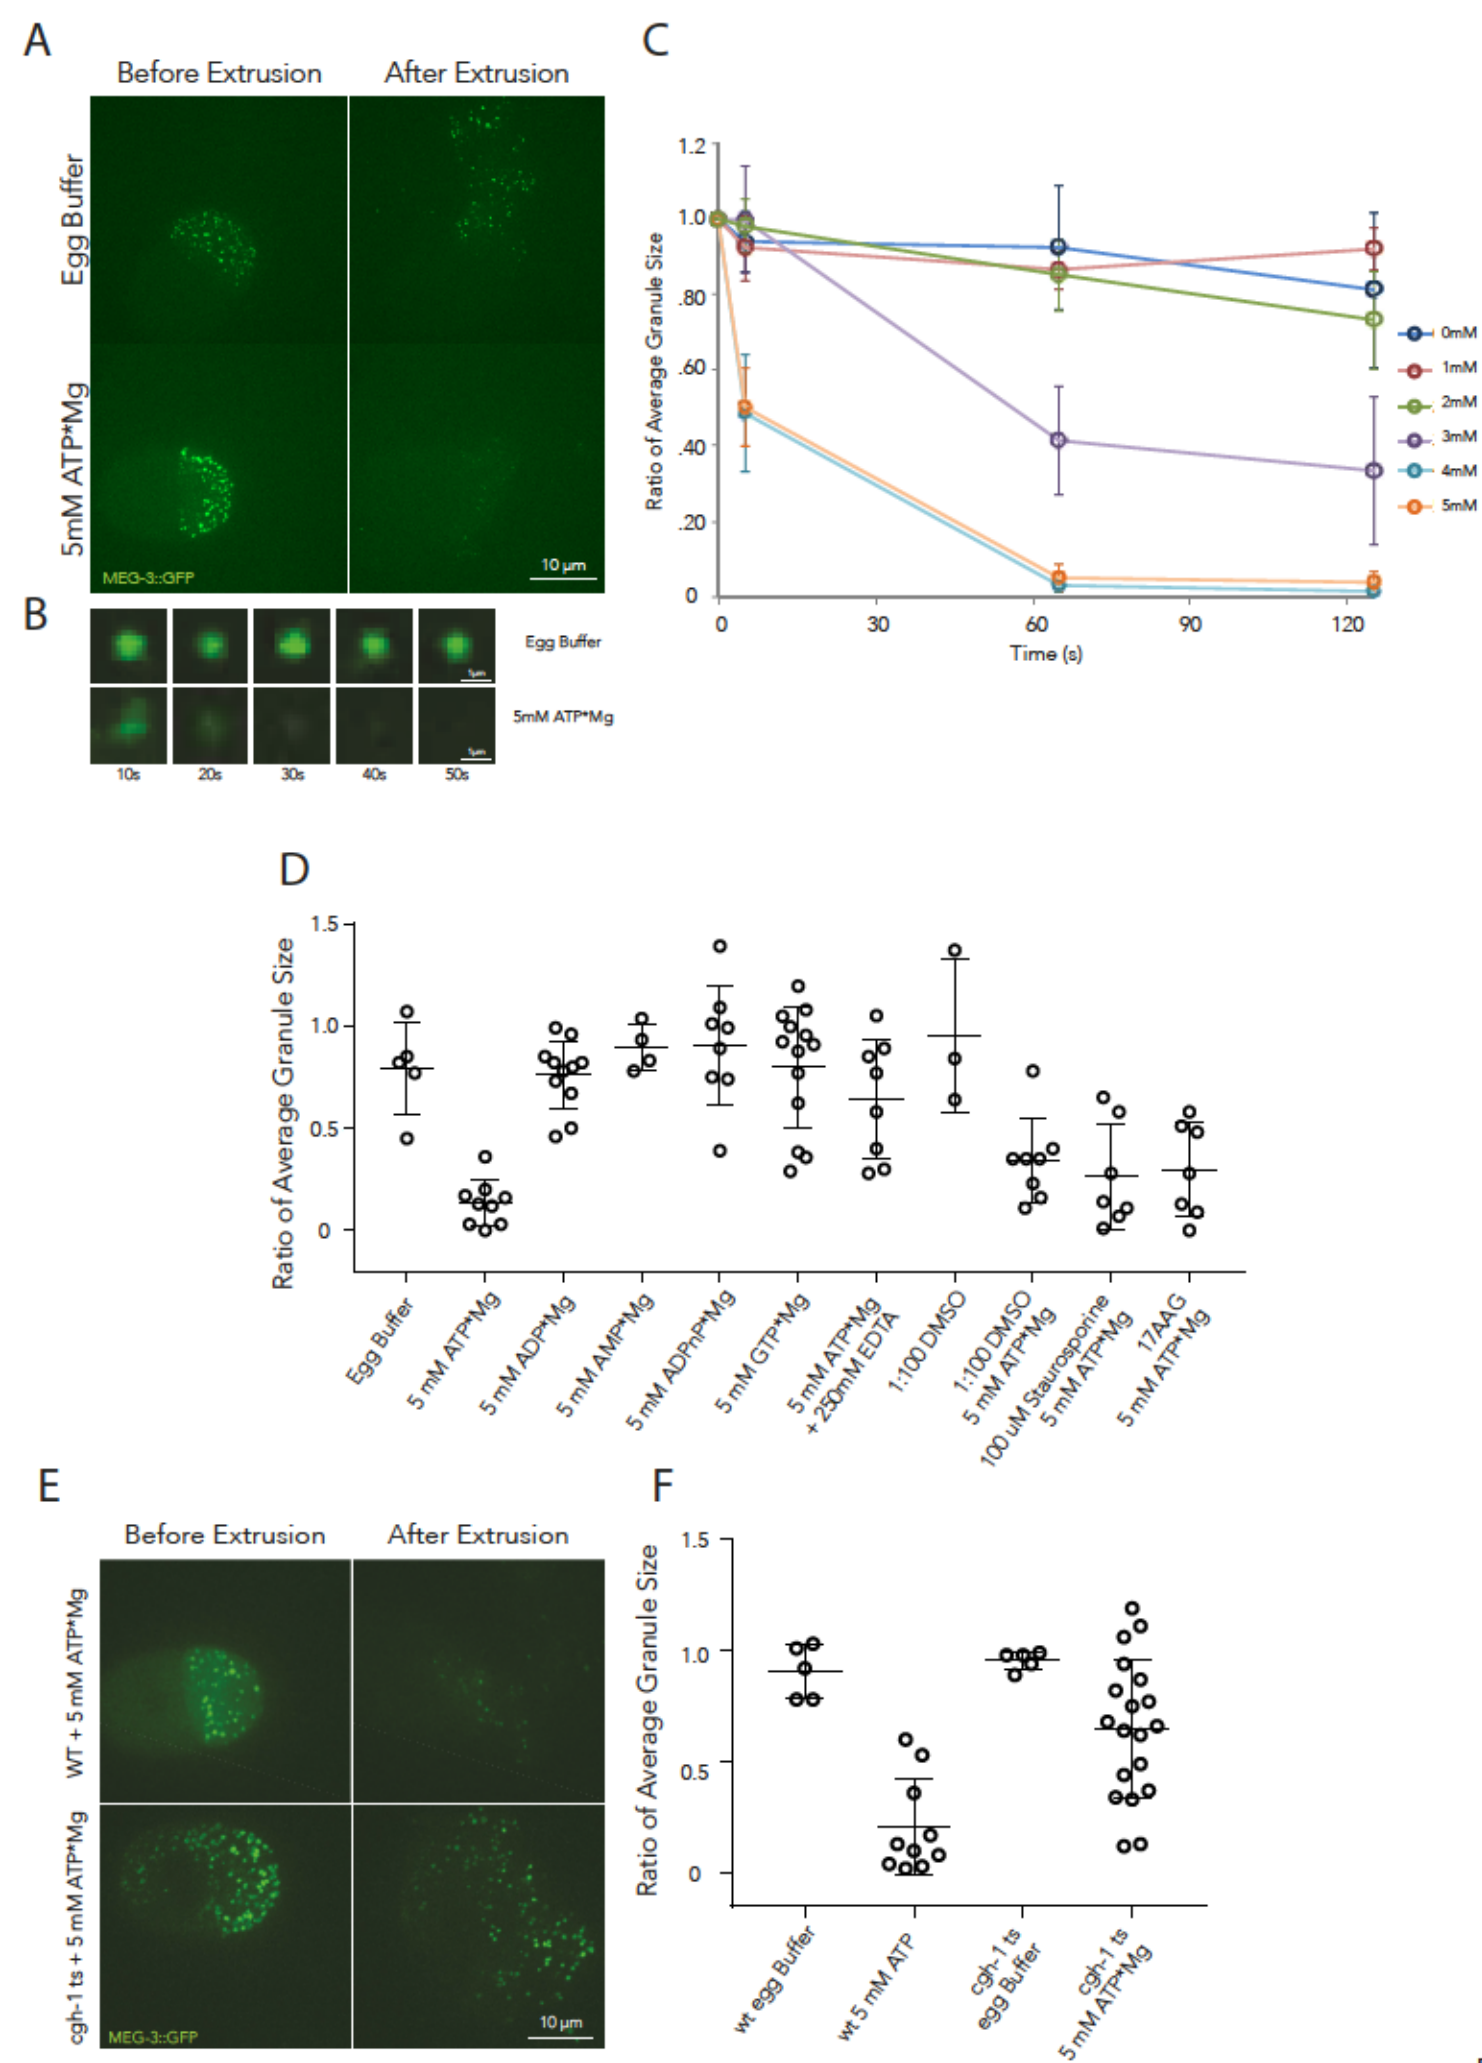 A
Before Extrusion
After Extrusion
Egg Buffer
5mM ATP*Mg
MEG-3::GFP
10 µm
B
Egg Buffer
5µm
5mM ATP*Mg
5µm
10s
20s
30s
40s
50s
C
Ratio of Average Granule Size
1.2
1.0
.80
.60
.40
.20
0
0
30
60
90
120
Time (s)
0mM
1mM
2mM
3mM
4mM
5mM
D
Ratio of Average Granule Size
1.5
1.0
0.5
0
Egg Buffer
5 mM ATP*Mg
5 mM ADP*Mg
5 mM AMP*Mg
5 mM ADPnP*Mg
5 mM GTP*Mg
5 mM ATP*Mg
+ 250mM EDTA
1:100 DMSO
1:100 DMSO
5 mM ATP*Mg
100 uM Staurosporine
5 mM ATP*Mg
17AAG
5 mM ATP*Mg
E
Before Extrusion
After Extrusion
WT + 5 mM ATP*Mg
cgh-1 ts + 5 mM ATP*Mg
MEG-3::GFP
10 µm
F
Ratio of Average Granule Size
1.5
1.0
0.5
0
wt egg Buffer
wt 5 mM ATP
cgh-1 ts
egg Buffer
cgh-1 ts
5 mM ATP*Mg